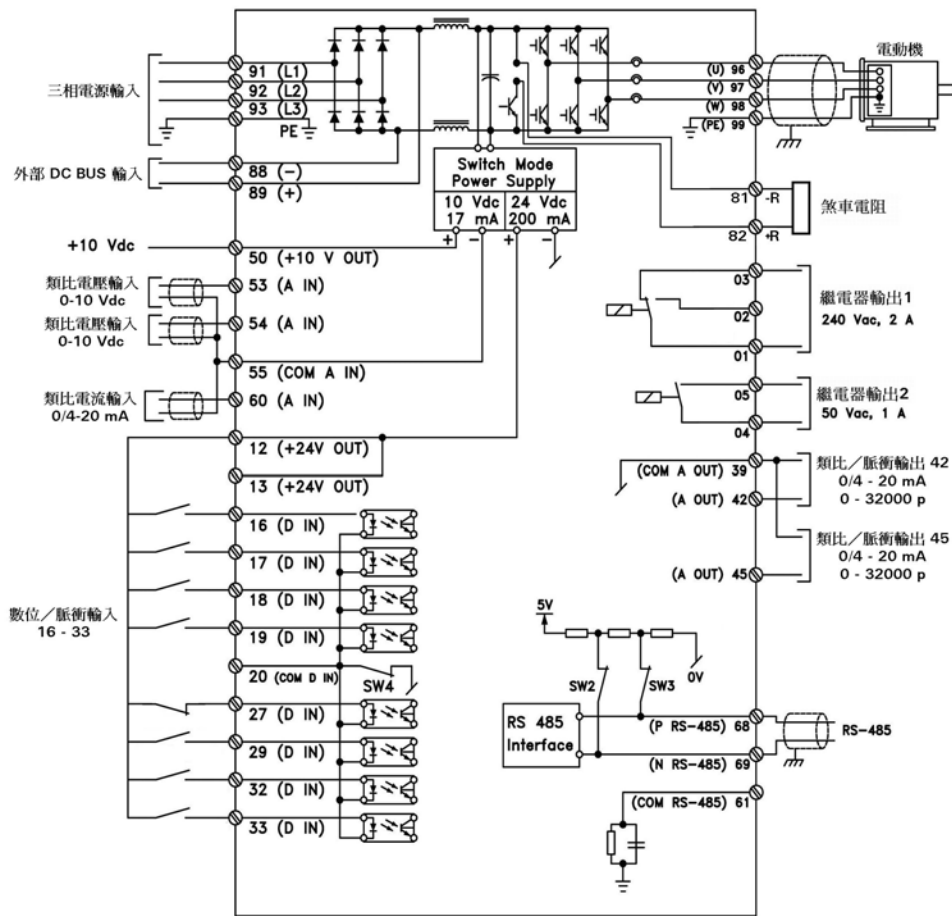 三相電源輸入
91 (L1)
92 (L2)
93 (L3)
PE
外部 DC BUS 輸入
88 (−)
89 (+)
+10 Vdc
50 (+10 V OUT)
類比電壓輸入
0-10 Vdc
53 (A IN)
類比電壓輸入
0-10 Vdc
54 (A IN)
55 (COM A IN)
類比電流輸入
0/4-20 mA
60 (A IN)
12 (+24V OUT)
13 (+24V OUT)
16 (D IN)
17 (D IN)
18 (D IN)
數位／脈衝輸入
16 - 33
19 (D IN)
20 (COM D IN)
SW4
27 (D IN)
29 (D IN)
32 (D IN)
33 (D IN)
Switch Mode
Power Supply
10 Vdc
17 mA
24 Vdc
200 mA
+ − + −
電動機
(U) 96
(V) 97
(W) 98
(PE) 99
81 -R
82 +R
煞車電阻
03
02
01
繼電器輸出1
240 Vac, 2 A
05
04
繼電器輸出2
50 Vac, 1 A
(COM A OUT) 39
(A OUT) 42
類比／脈衝輸出 42
0/4 - 20 mA
0 - 32000 p
(A OUT) 45
類比／脈衝輸出 45
0/4 - 20 mA
0 - 32000 p
5V
0V
SW2
SW3
RS 485
Interface
(P RS-485) 68
(N RS-485) 69
RS-485
(COM RS-485) 61